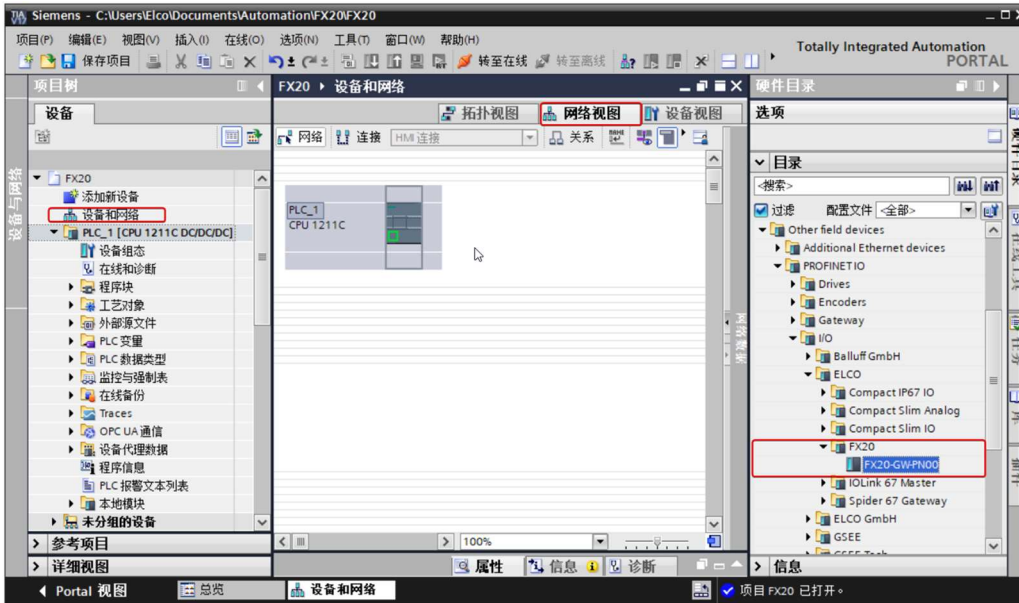 Siemens - C:\Users\Elco\Documents\Automation\FX20\FX20
项目(P) 编辑(E) 视图(V) 插入(I) 在线(O) 选项(N) 工具(T) 窗口(W) 帮助(H)
Totally Integrated Automation
PORTAL
保存项目 转至在线 转至离线
项目树
FX20 设备和网络
硬件目录
设备
拓扑视图 网络视图 设备视图
选项
网络 连接 HMI 连接 关系
目录
<搜索>
过滤 配置文件 <全部>
设备与网络
FX20
添加新设备
设备和网络
PLC_1 [CPU 1211C DC/DC/DC]
设备组态
在线和诊断
程序块
工艺对象
外部源文件
PLC 变量
PLC 数据类型
监控与强制表
在线备份
Traces
OPC UA 通信
设备代理数据
程序信息
PLC 报警文本列表
本地模块
未分组的设备
参考项目
详细视图
PLC_1
CPU 1211C
网络数据
100%
属性 信息 诊断
Other field devices
Additional Ethernet devices
PROFINET IO
Drives
Encoders
Gateway
I/O
Balluff GmbH
ELCO
Compact IP67 IO
Compact Slim Analog
Compact Slim IO
FX20
FX20-GW-PN00
IOLink 67 Master
Spider 67 Gateway
ELCO GmbH
GSEE
GSEE Tech
信息
Portal 视图 总览 设备和网络 项目 FX20 已打开。